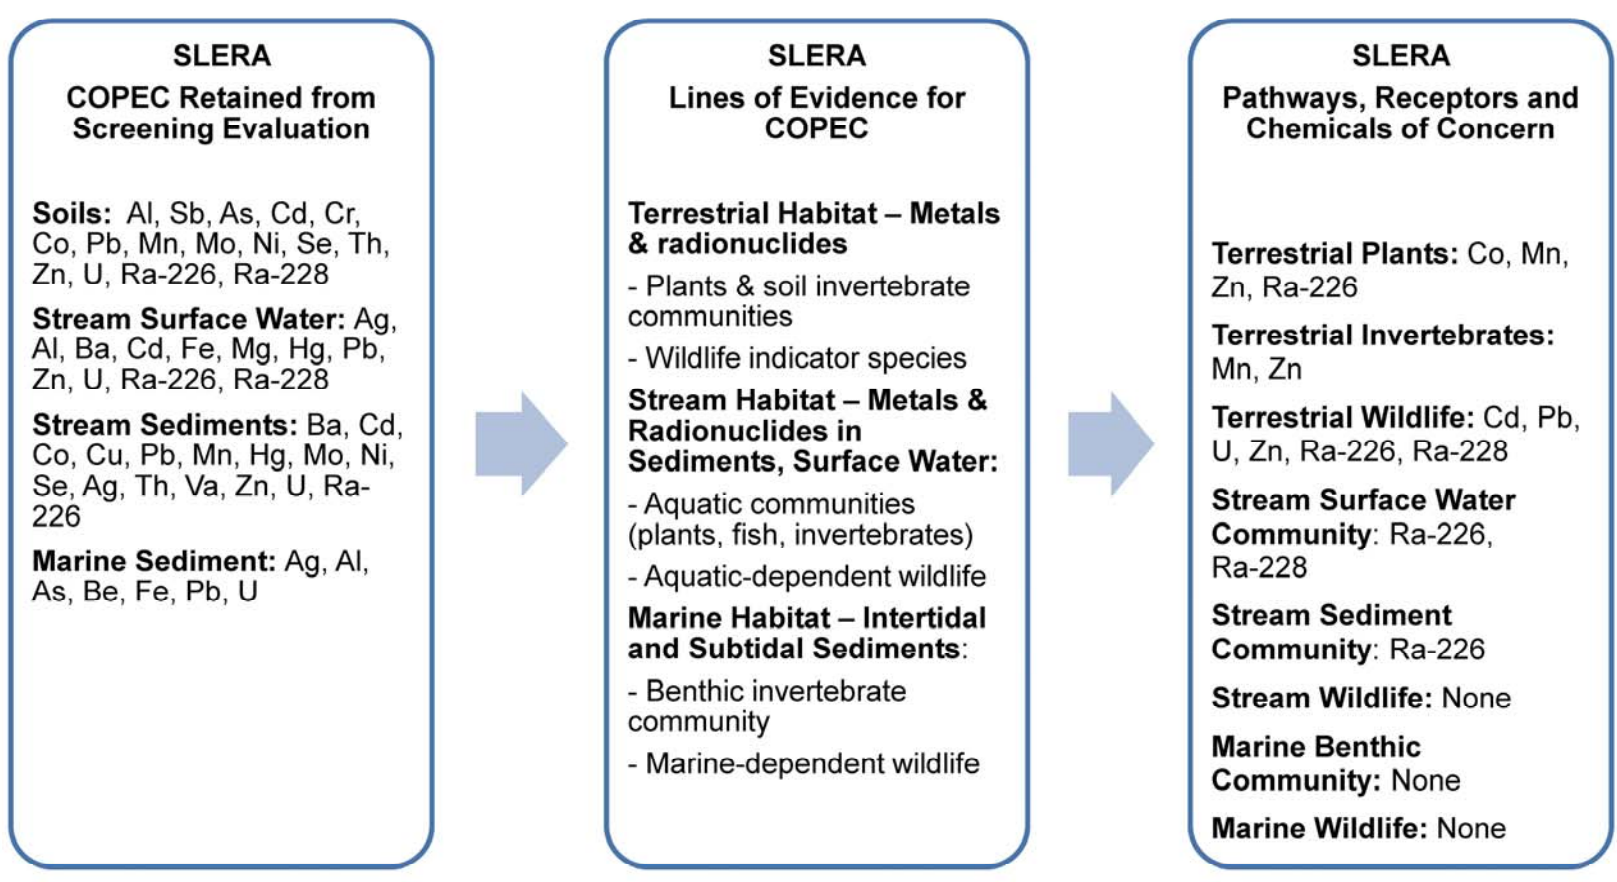 SLERA
COPEC Retained from
Screening Evaluation
Soils: Al, Sb, As, Cd, Cr,
Co, Pb, Mn, Mo, Ni, Se, Th,
Zn, U, Ra-226, Ra-228
Stream Surface Water: Ag,
Al, Ba, Cd, Fe, Mg, Hg, Pb,
Zn, U, Ra-226, Ra-228
Stream Sediments: Ba, Cd,
Co, Cu, Pb, Mn, Hg, Mo, Ni,
Se, Ag, Th, Va, Zn, U, Ra-
226
Marine Sediment: Ag, Al,
As, Be, Fe, Pb, U
SLERA
Lines of Evidence for
COPEC
Terrestrial Habitat – Metals
& radionuclides
- Plants & soil invertebrate
communities
- Wildlife indicator species
Stream Habitat – Metals &
Radionuclides in
Sediments, Surface Water:
- Aquatic communities
(plants, fish, invertebrates)
- Aquatic-dependent wildlife
Marine Habitat – Intertidal
and Subtidal Sediments:
- Benthic invertebrate
community
- Marine-dependent wildlife
SLERA
Pathways, Receptors and
Chemicals of Concern
Terrestrial Plants: Co, Mn,
Zn, Ra-226
Terrestrial Invertebrates:
Mn, Zn
Terrestrial Wildlife: Cd, Pb,
U, Zn, Ra-226, Ra-228
Stream Surface Water
Community: Ra-226,
Ra-228
Stream Sediment
Community: Ra-226
Stream Wildlife: None
Marine Benthic
Community: None
Marine Wildlife: None